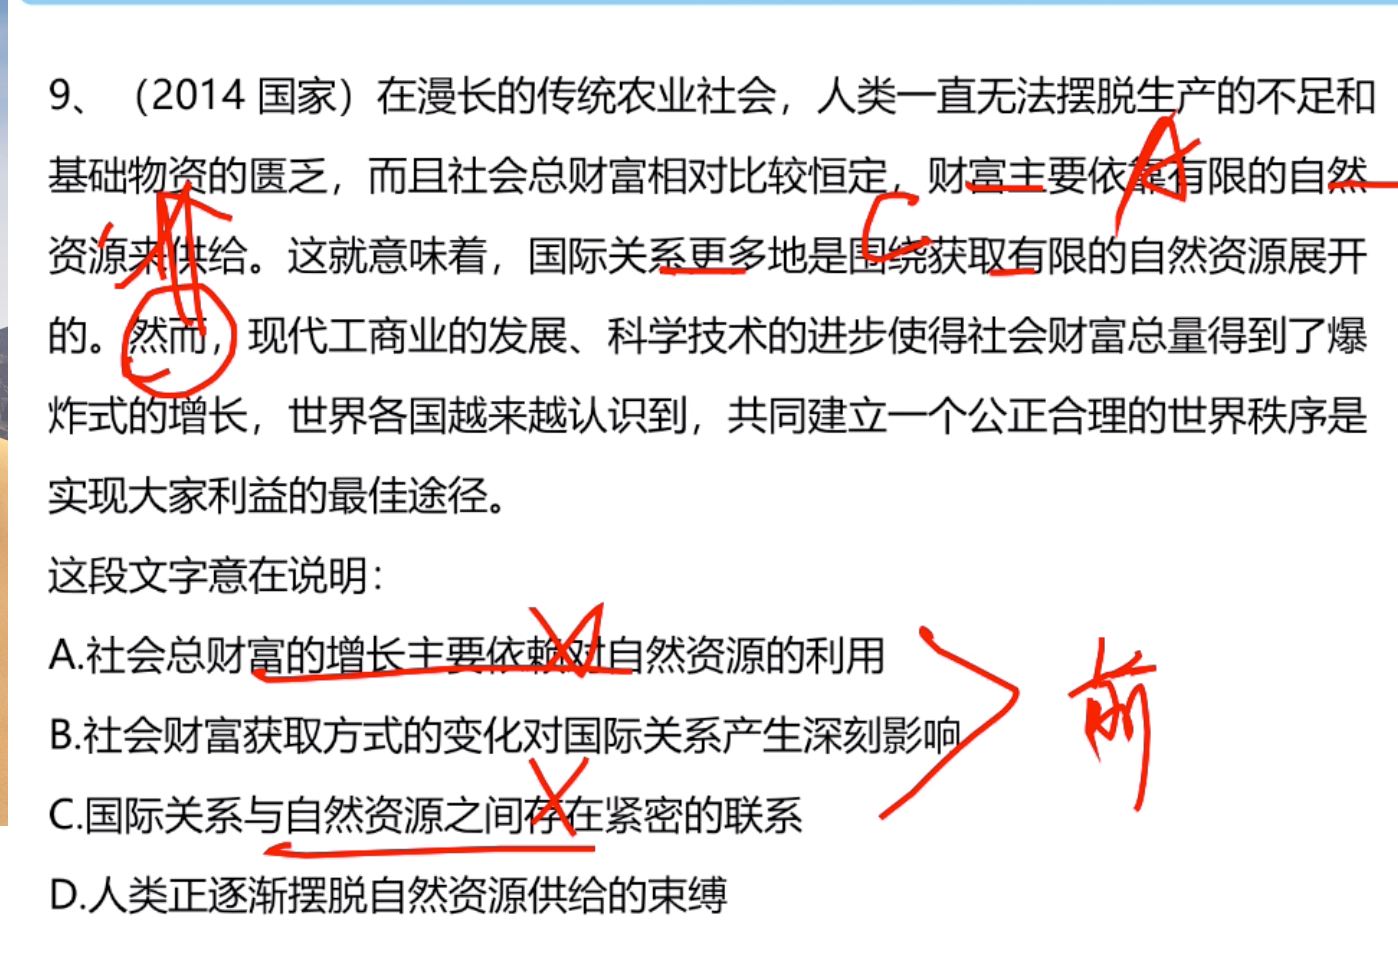 9、（2014 国家）在漫长的传统农业社会，人类一直无法摆脱生产的不足和
基础物资的匮乏，而且社会总财富相对比较恒定，财富主要依靠有限的自然
资源来供给。这就意味着，国际关系更多地是围绕获取有限的自然资源展开
的。然而，现代工商业的发展、科学技术的进步使得社会财富总量得到了爆
炸式的增长，世界各国越来越认识到，共同建立一个公正合理的世界秩序是
实现大家利益的最佳途径。
这段文字意在说明：
A.社会总财富的增长主要依赖对自然资源的利用
B.社会财富获取方式的变化对国际关系产生深刻影响
C.国际关系与自然资源之间存在紧密的联系
D.人类正逐渐摆脱自然资源供给的束缚
A
C
前